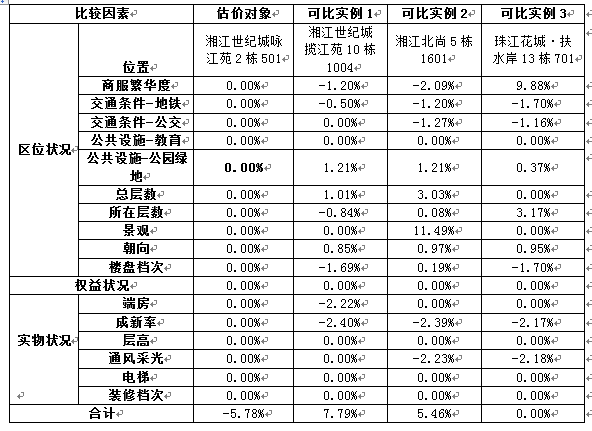 比较因素 估价对象 可比实例 1 可比实例 2 可比实例 3
区位状况 位置 湘江世纪城咏江苑 2 栋 501 湘江世纪城揽江苑 10 栋 1004 湘江北尚 5 栋 1601 珠江花城·扶水岸 13 栋 701
商服繁华度 0.00% -1.20% -2.09% 9.88%
交通条件-地铁 0.00% -0.50% -1.20% -1.70%
交通条件-公交 0.00% 0.00% -1.27% -1.16%
公共设施-教育 0.00% 0.00% 0.00% 0.00%
公共设施-公园绿地 0.00% 1.21% 1.21% 0.37%
总层数 0.00% 1.01% 3.03% 0.00%
所在层数 0.00% -0.84% 0.08% 3.17%
景观 0.00% 0.00% 11.49% 0.00%
朝向 0.00% 0.85% 0.97% 0.95%
楼盘档次 0.00% -1.69% 0.19% -1.70%
权益状况 0.00% 0.00% 0.00% 0.00%
实物状况 端房 0.00% -2.22% 0.00% 0.00%
成新率 0.00% -2.40% -2.39% -2.17%
层高 0.00% 0.00% 0.00% 0.00%
通风采光 0.00% 0.00% -2.23% -2.18%
电梯 0.00% 0.00% 0.00% 0.00%
装修档次 0.00% 0.00% 0.00% 0.00%
合计 -5.78% 7.79% 5.46% 0.00%